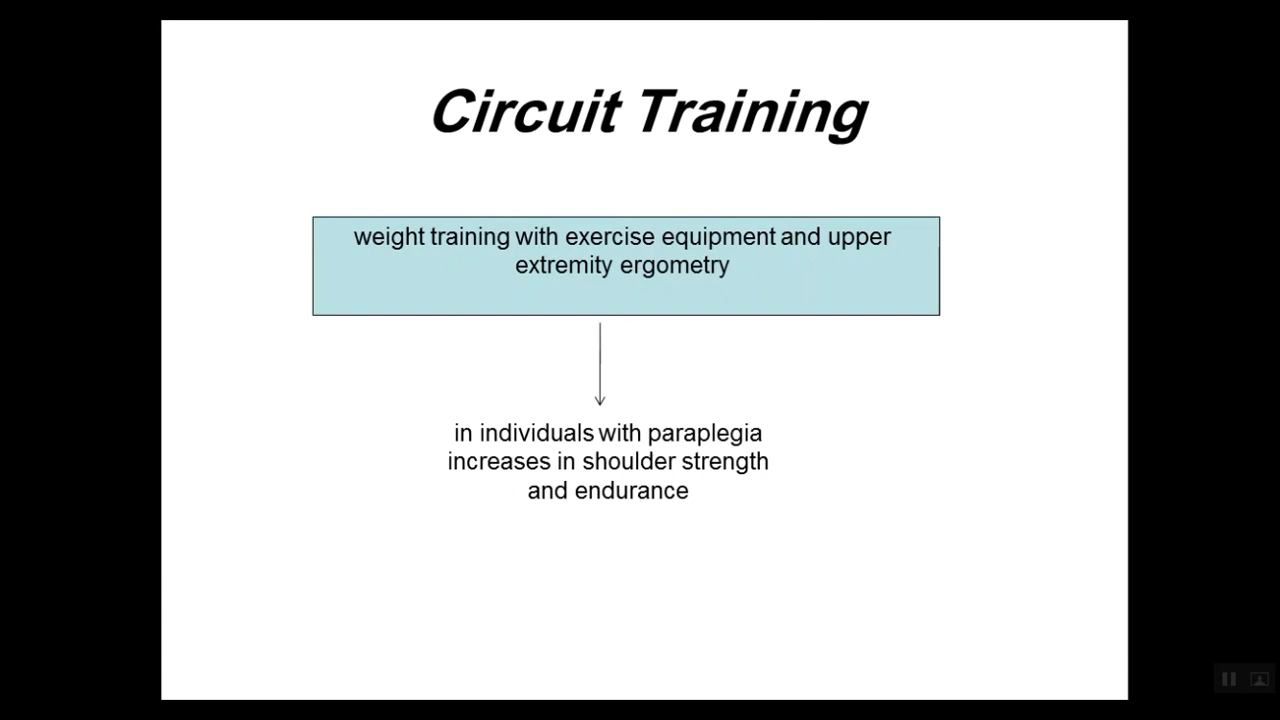 Circuit Training
weight training with exercise equipment and upper
extremity ergometry
in individuals with paraplegia
increases in shoulder strength
and endurance